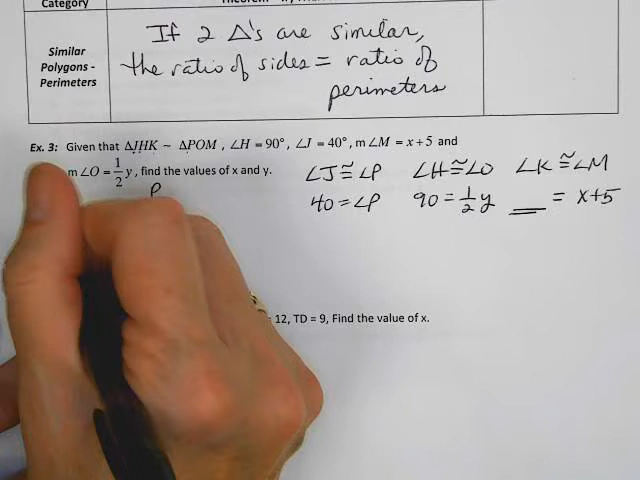 Category
Similar
Polygons -
Perimeters
If 2 Δ's are similar,
the ratio of sides = ratio of
perimeters
Ex. 3: Given that ΔJHK ~ ΔPOM , ∠H = 90°, ∠J = 40°, m∠M = x+5 and
m∠O = 1/2 y , find the values of x and y.
∠J ≅ ∠P ∠H ≅ ∠O ∠K ≅ ∠M
40 = ∠P 90 = 1/2 y __ = x+5
P
12, TD = 9, Find the value of x.